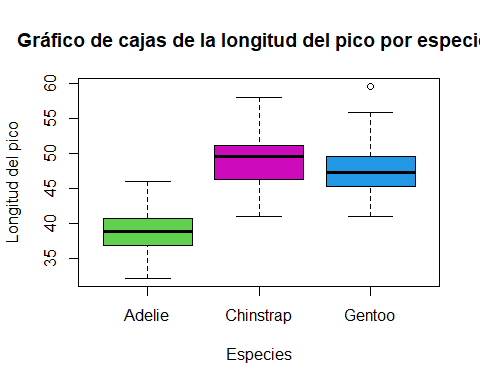 Gráfico de cajas de la longitud del pico por especie
Longitud del pico
60
55
50
45
40
35
Adelie
Chinstrap
Gentoo
Especies